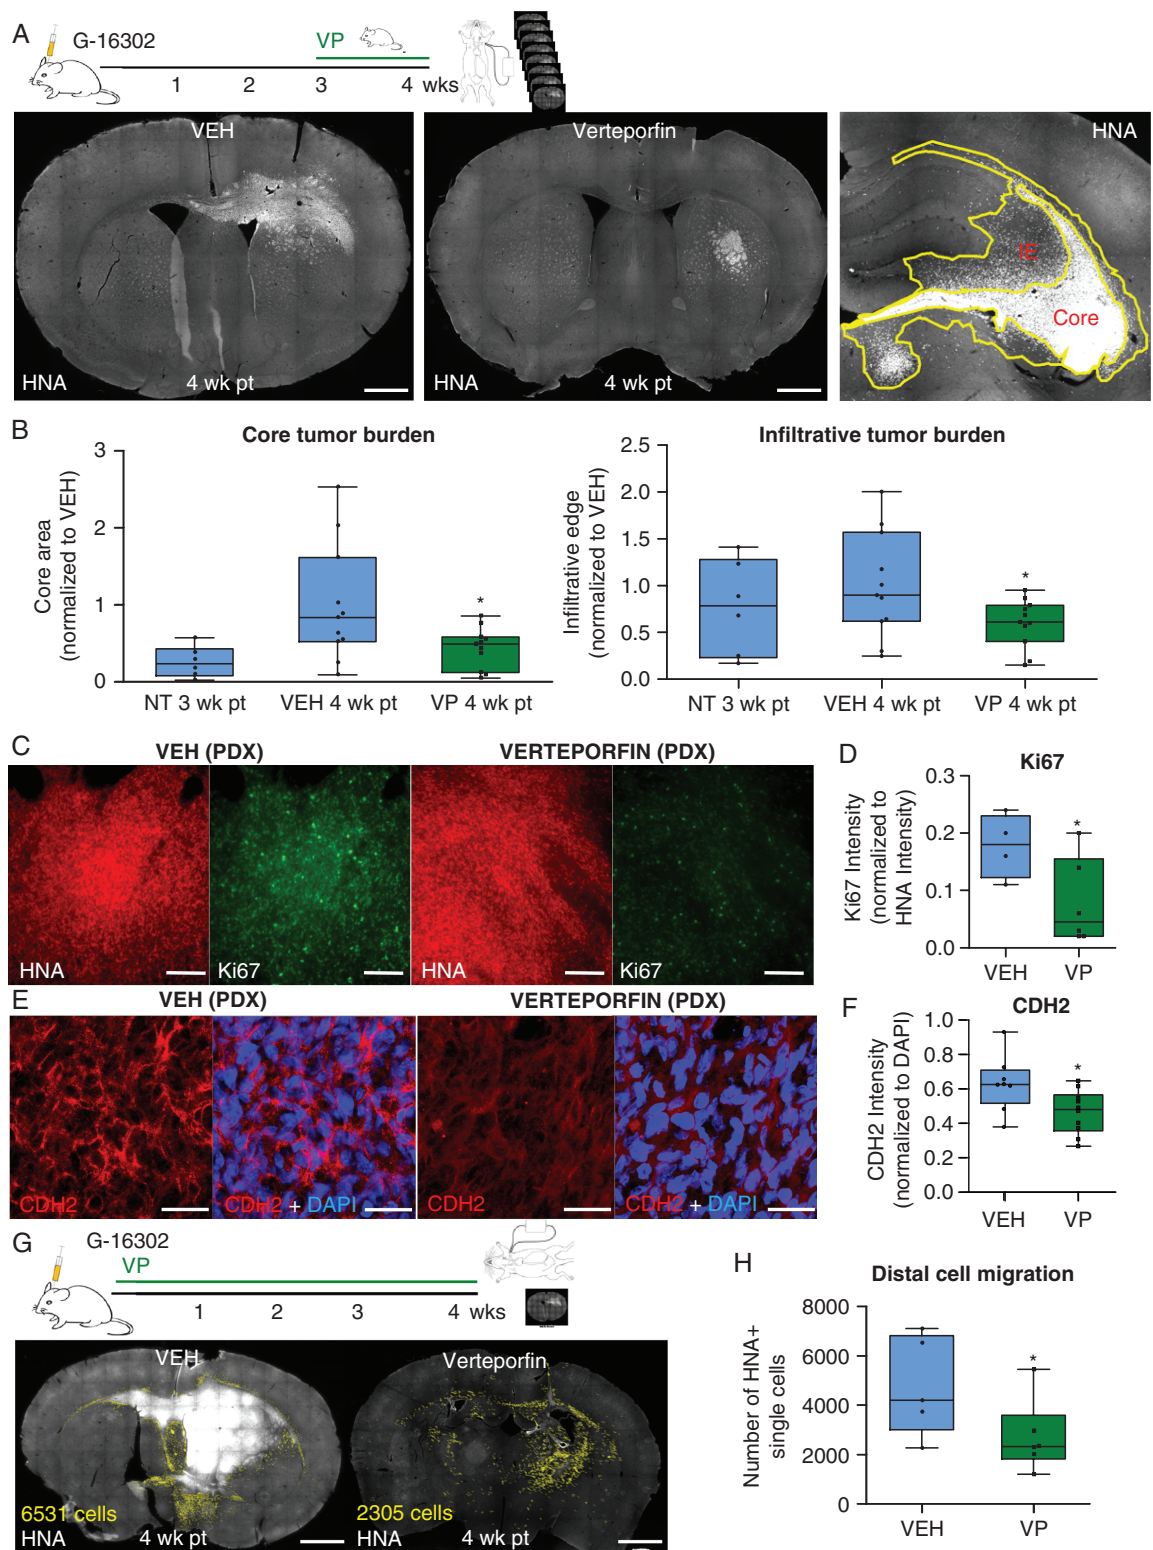 A
G-16302
VP
1 2 3 4 wks
VEH
HNA
4 wk pt
Verteporfin
HNA
4 wk pt
HNA
IE
Core
B
Core tumor burden
Core area
(normalized to VEH)
3
2
1
0
NT 3 wk pt VEH 4 wk pt VP 4 wk pt
*
Infiltrative tumor burden
Infiltrative edge
(normalized to VEH)
2.5
2.0
1.5
1.0
0.5
0.0
NT 3 wk pt VEH 4 wk pt VP 4 wk pt
*
C
VEH (PDX)
VERTEPORFIN (PDX)
HNA
Ki67
HNA
Ki67
D
Ki67
Ki67 Intensity
(normalized to
HNA Intensity)
0.3
0.2
0.1
0.0
VEH VP
*
E
VEH (PDX)
VERTEPORFIN (PDX)
CDH2
CDH2 + DAPI
CDH2
CDH2 + DAPI
F
CDH2
CDH2 Intensity
(normalized to DAPI)
1.0
0.8
0.6
0.4
0.2
0.0
VEH VP
*
G
G-16302
VP
1 2 3 4 wks
VEH
6531 cells
HNA
4 wk pt
Verteporfin
2305 cells
HNA
4 wk pt
H
Distal cell migration
Number of HNA+
single cells
8000
6000
4000
2000
0
VEH VP
*